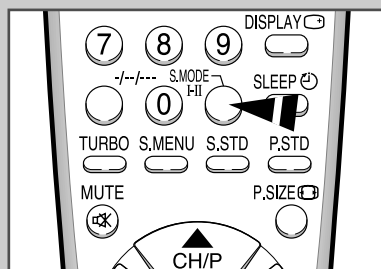 DISPLAY
7 8 9
-/--/--- S.MODE SLEEP
I-II
0
TURBO S.MENU S.STD P.STD
MUTE P.SIZE
CH/P